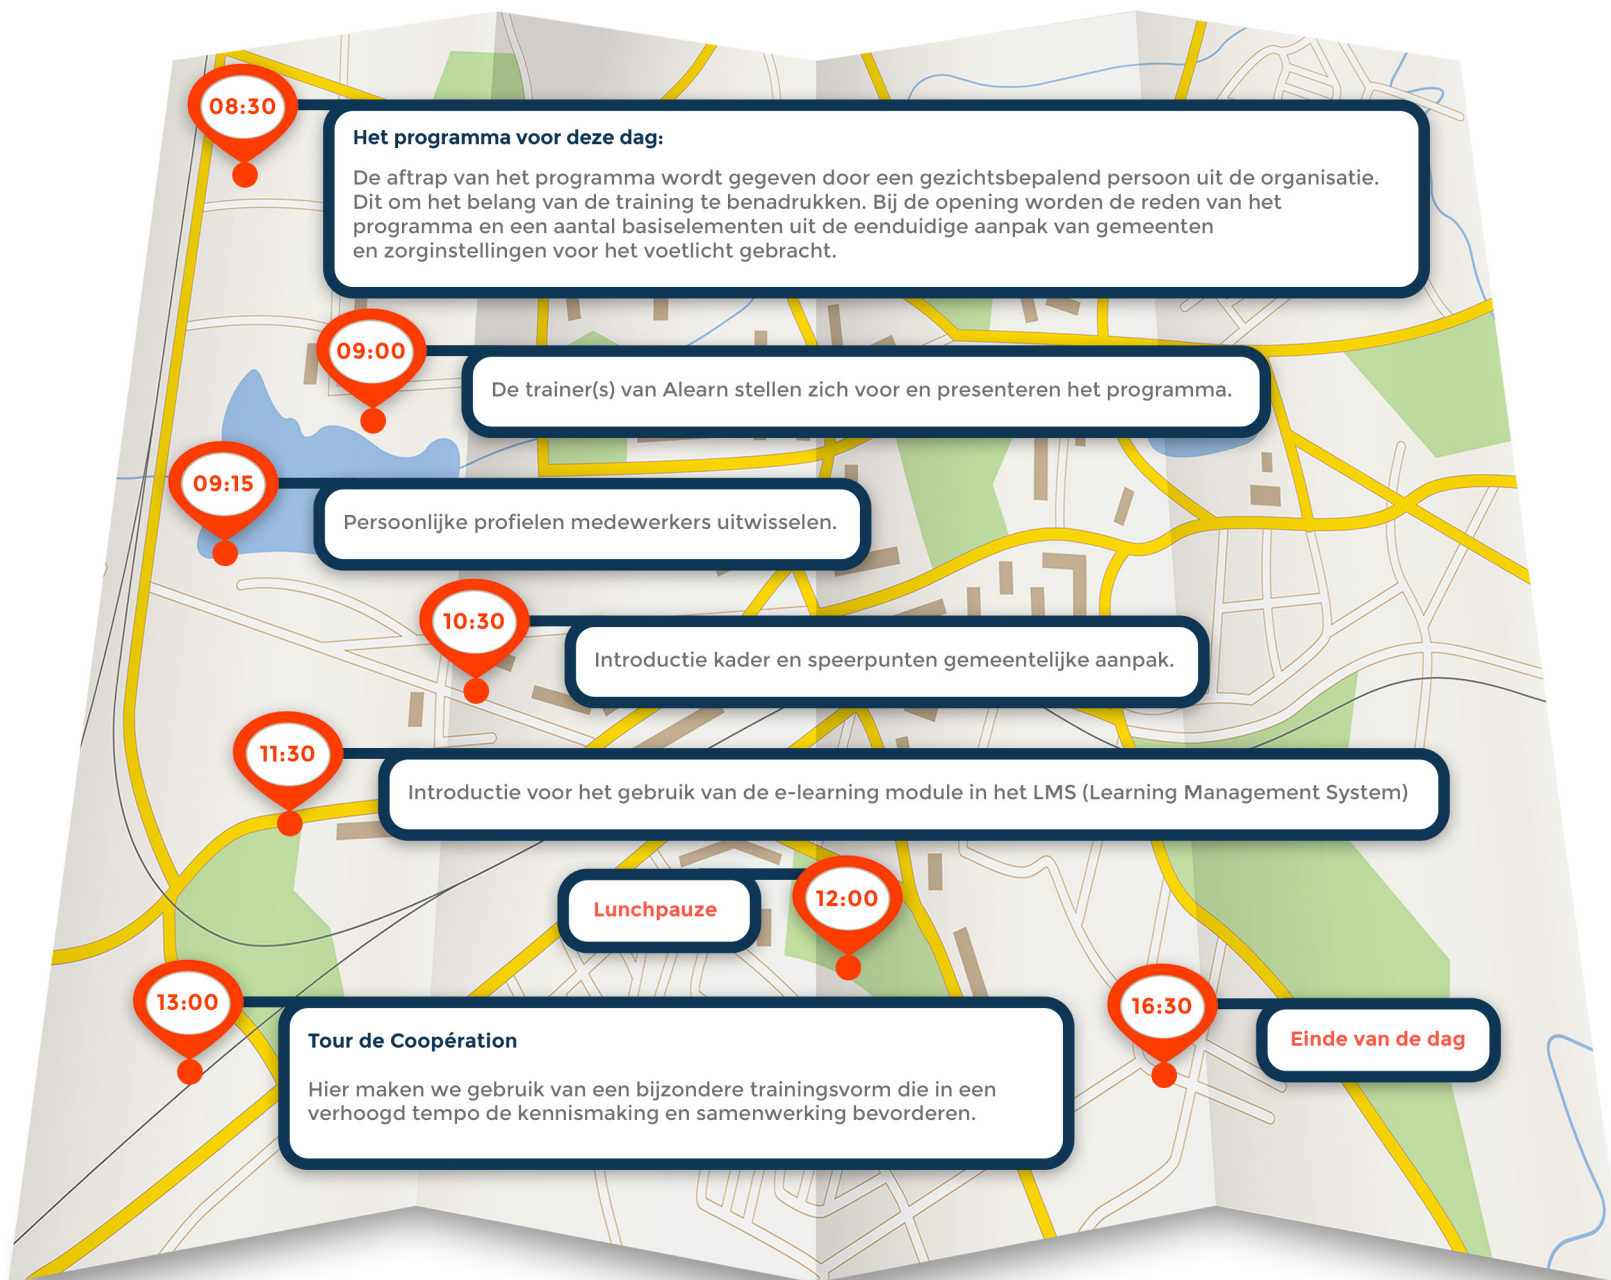 08:30
Het programma voor deze dag:
De aftrap van het programma wordt gegeven door een gezichtsbepalend persoon uit de organisatie.
Dit om het belang van de training te benadrukken. Bij de opening worden de reden van het
programma en een aantal basiselementen uit de eenduidige aanpak van gemeenten
en zorginstellingen voor het voetlicht gebracht.
09:00
De trainer(s) van Alearn stellen zich voor en presenteren het programma.
09:15
Persoonlijke profielen medewerkers uitwisselen.
10:30
Introductie kader en speerpunten gemeentelijke aanpak.
11:30
Introductie voor het gebruik van de e-learning module in het LMS (Learning Management System)
12:00
Lunchpauze
13:00
Tour de Coopération
Hier maken we gebruik van een bijzondere trainingsvorm die in een
verhoogd tempo de kennismaking en samenwerking bevorderen.
16:30
Einde van de dag